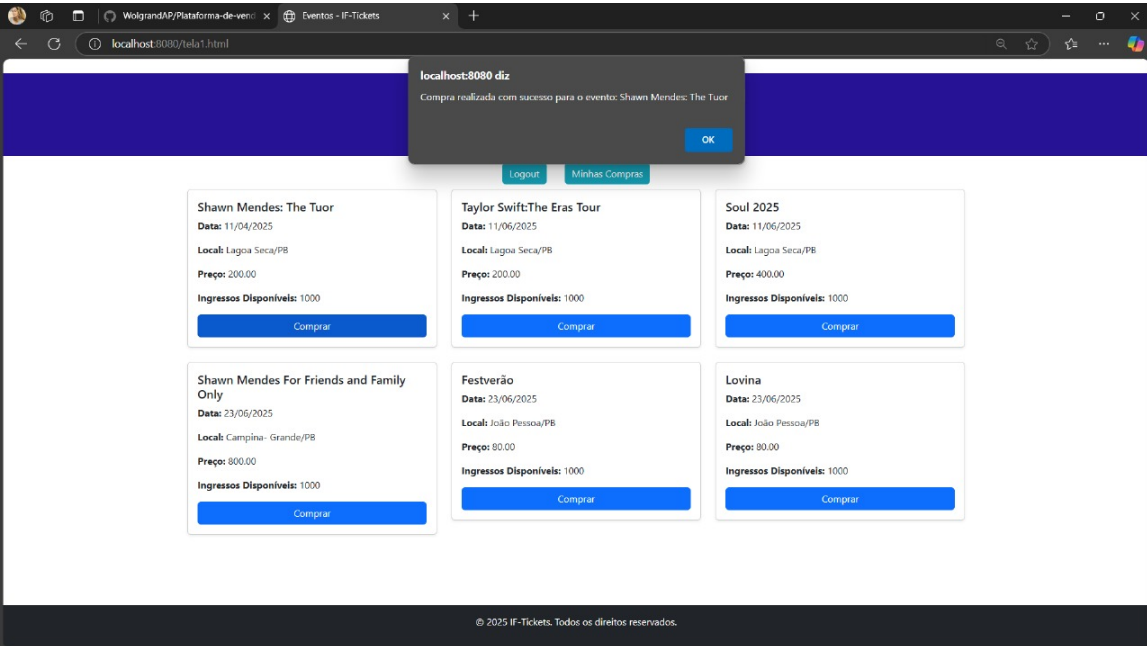 WolgrandAP/Plataforma-de-vend
Eventos - IF-Tickets
localhost:8080/tela1.html
localhost:8080 diz
Compra realizada com sucesso para o evento: Shawn Mendes: The Tuor
OK
Logout
Minhas Compras
Shawn Mendes: The Tuor
Data: 11/04/2025
Local: Lagoa Seca/PB
Preço: 200.00
Ingressos Disponíveis: 1000
Comprar
Taylor Swift:The Eras Tour
Data: 11/06/2025
Local: Lagoa Seca/PB
Preço: 200.00
Ingressos Disponíveis: 1000
Comprar
Soul 2025
Data: 11/06/2025
Local: Lagoa Seca/PB
Preço: 400.00
Ingressos Disponíveis: 1000
Comprar
Shawn Mendes For Friends and Family
Only
Data: 23/06/2025
Local: Campina- Grande/PB
Preço: 800.00
Ingressos Disponíveis: 1000
Comprar
Festverão
Data: 23/06/2025
Local: João Pessoa/PB
Preço: 80.00
Ingressos Disponíveis: 1000
Comprar
Lovina
Data: 23/06/2025
Local: João Pessoa/PB
Preço: 80.00
Ingressos Disponíveis: 1000
Comprar
© 2025 IF-Tickets. Todos os direitos reservados.